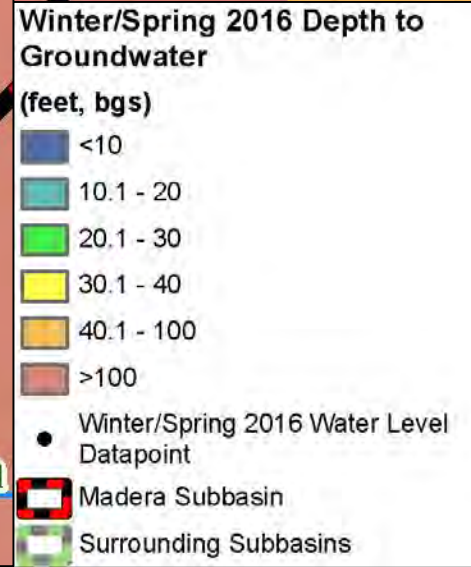 Winter/Spring 2016 Depth to
Groundwater
(feet, bgs)
<10
10.1 - 20
20.1 - 30
30.1 - 40
40.1 - 100
>100
Winter/Spring 2016 Water Level
Datapoint
Madera Subbasin
Surrounding Subbasins